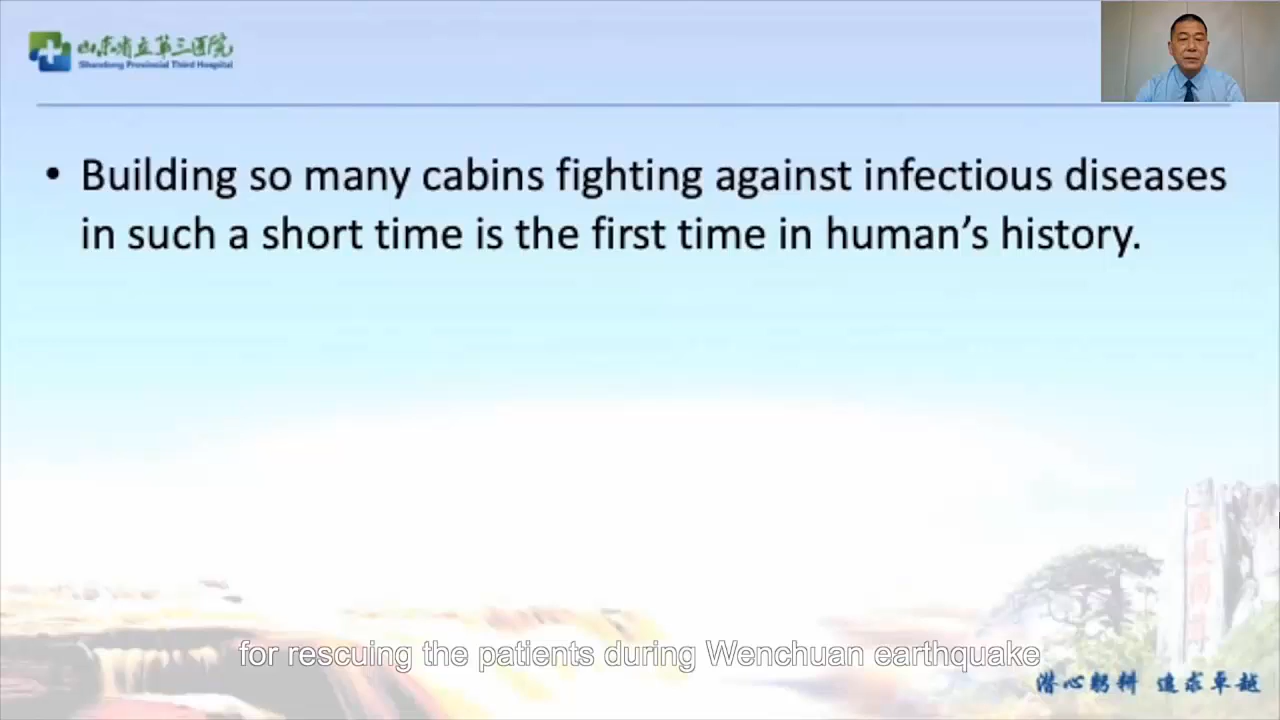 山东省立第三医院
Shandong Provincial Third Hospital
• Building so many cabins fighting against infectious diseases
in such a short time is the first time in human’s history.
for rescuing the patients during Wenchuan earthquake
潜心躬耕 追求卓越